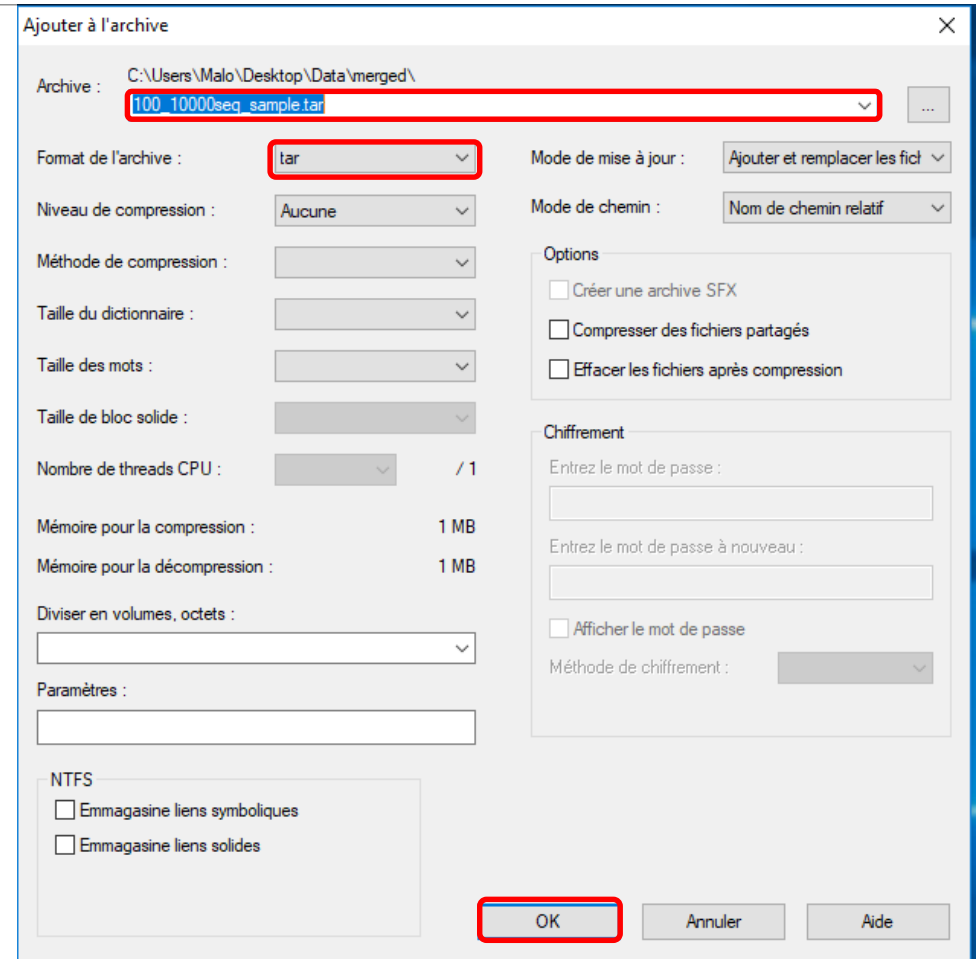 Ajouter à l'archive
Archive :
C:\Users\Malo\Desktop\Data\merged\
100_10000seq_sample.tar
...
Format de l'archive :
tar
Niveau de compression :
Aucune
Méthode de compression :
Taille du dictionnaire :
Taille des mots :
Taille de bloc solide :
Nombre de threads CPU :
/ 1
Mémoire pour la compression :
1 MB
Mémoire pour la décompression :
1 MB
Diviser en volumes, octets :
Paramètres :
NTFS
Emmagasine liens symboliques
Emmagasine liens solides
Mode de mise à jour :
Ajouter et remplacer les fich
Mode de chemin :
Nom de chemin relatif
Options
Créer une archive SFX
Compresser des fichiers partagés
Effacer les fichiers après compression
Chiffrement
Entrez le mot de passe :
Entrez le mot de passe à nouveau :
Afficher le mot de passe
Méthode de chiffrement :
OK
Annuler
Aide